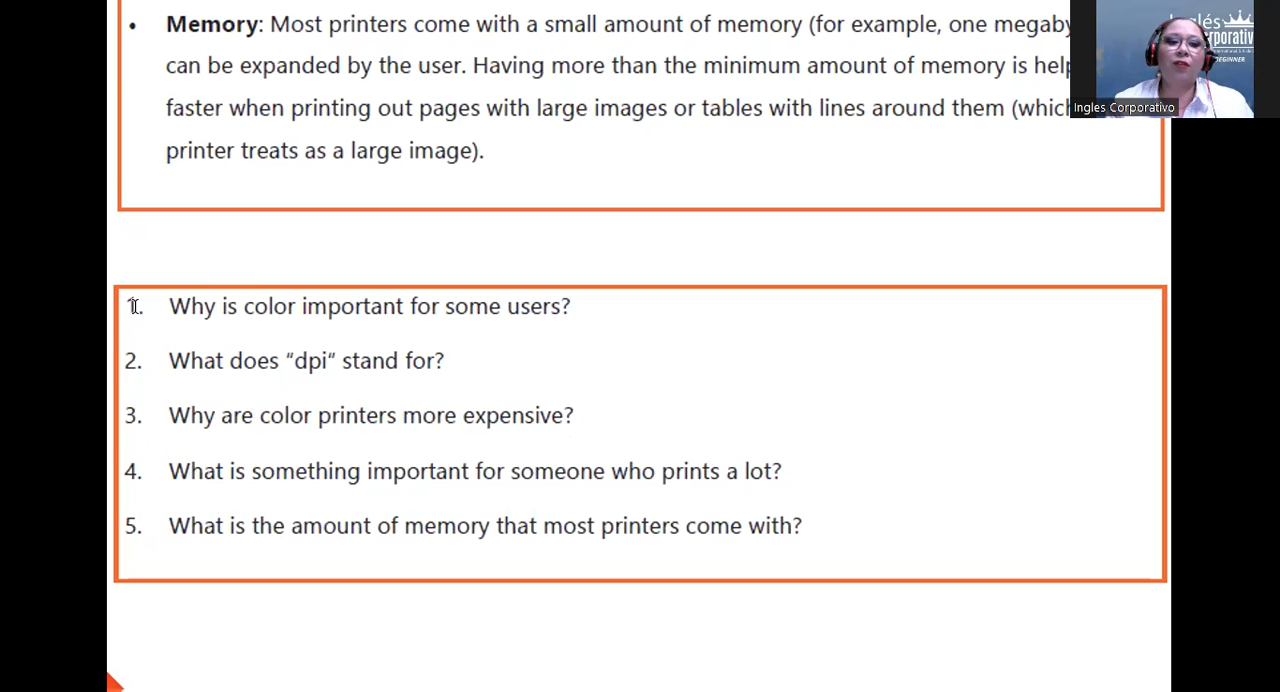 • Memory: Most printers come with a small amount of memory (for example, one megaby
can be expanded by the user. Having more than the minimum amount of memory is help
faster when printing out pages with large images or tables with lines around them (which
printer treats as a large image).
1. Why is color important for some users?
2. What does “dpi“ stand for?
3. Why are color printers more expensive?
4. What is something important for someone who prints a lot?
5. What is the amount of memory that most printers come with?
Inglés
rporativ
BEGINNER
Ingles Corporativo